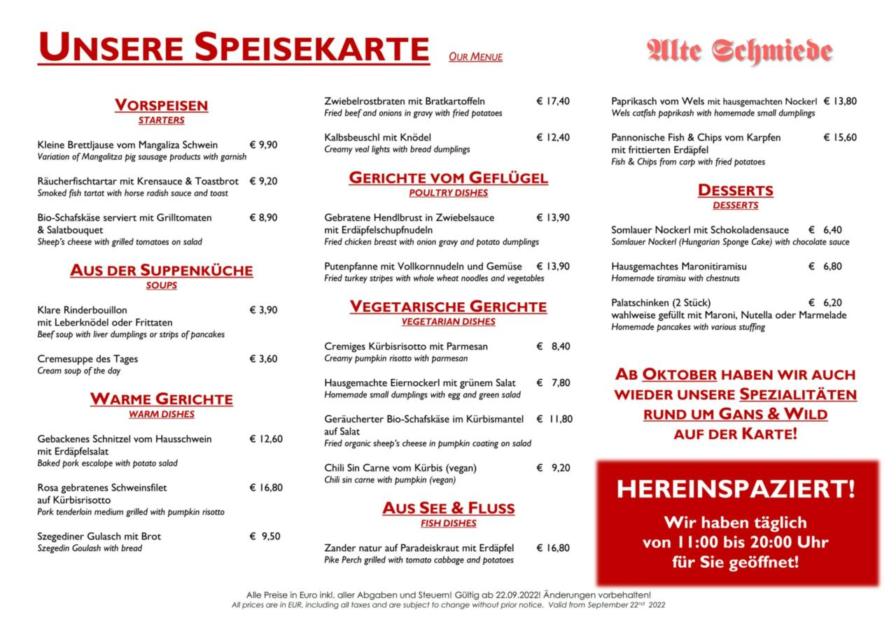 UNSERE SPEISEKARTE OUR MENUE
Alte Schmiede
VORSPEISEN
STARTERS
Kleine Brettljause vom Mangaliza Schwein € 9,90
Variation of Mangalitza pig sausage products with garnish
Räucherfischtartar mit Krensauce & Toastbrot € 9,20
Smoked fish tartat with horse radish sauce and toast
Bio-Schafskäse serviert mit Grilltomaten € 8,90
& Salatbouquet
Sheep's cheese with grilled tomatoes on salad
AUS DER SUPPENKÜCHE
SOUPS
Klare Rinderbouillon € 3,90
mit Leberknödel oder Frittaten
Beef soup with liver dumplings or strips of pancakes
Cremesuppe des Tages € 3,60
Cream soup of the day
WARME GERICHTE
WARM DISHES
Gebackenes Schnitzel vom Hausschwein € 12,60
mit Erdäpfelsalat
Baked pork escalope with potato salad
Rosa gebratenes Schweinsfilet € 16,80
auf Kürbisrisotto
Pork tenderloin medium grilled with pumpkin risotto
Szegediner Gulasch mit Brot € 9,50
Szegedin Goulash with bread
Zwiebelrostbraten mit Bratkartoffeln € 17,40
Fried beef and onions in gravy with fried potatoes
Kalbsbeuschl mit Knödel € 12,40
Creamy veal lights with bread dumplings
GERICHTE VOM GEFLÜGEL
POULTRY DISHES
Gebratene Hendlbrust in Zwiebelsauce € 13,90
mit Erdäpfelschupfnudeln
Fried chicken breast with onion gravy and potato dumplings
Putenpfanne mit Vollkornnudeln und Gemüse € 13,90
Fried turkey stripes with whole wheat noodles and vegetables
VEGETARISCHE GERICHTE
VEGETARIAN DISHES
Cremiges Kürbisrisotto mit Parmesan € 8,40
Creamy pumpkin risotto with parmesan
Hausgemachte Eiernockerl mit grünem Salat € 7,80
Homemade small dumplings with egg and green salad
Geräucherter Bio-Schafskäse im Kürbismantel € 11,80
auf Salat
Fried organic sheep's cheese in pumpkin coating on salad
Chili Sin Carne vom Kürbis (vegan) € 9,20
Chili sin carne with pumpkin (vegan)
AUS SEE & FLUSS
FISH DISHES
Zander natur auf Paradeiskraut mit Erdäpfel € 16,80
Pike Perch grilled with tomato cabbage and potatoes
Paprikasch vom Wels mit hausgemachten Nockerl € 13,80
Wels catfish paprikash with homemade small dumplings
Pannonische Fish & Chips vom Karpfen € 15,60
mit frittierten Erdäpfel
Fish & Chips from carp with fried potatoes
DESSERTS
DESSERTS
Somlauer Nockerl mit Schokoladensauce € 6,40
Somlauer Nockerl (Hungarian Sponge Cake) with chocolate sauce
Hausgemachtes Maronitiramisu € 6,80
Homemade tiramisu with chestnuts
Palatschinken (2 Stück) € 6,20
wahlweise gefüllt mit Maroni, Nutella oder Marmelade
Homemade pancakes with various stuffing
AB OKTOBER HABEN WIR AUCH
WIEDER UNSERE SPEZIALITÄTEN
RUND UM GANS & WILD
AUF DER KARTE!
HEREINSPAZIERT!
Wir haben täglich
von 11:00 bis 20:00 Uhr
für Sie geöffnet!
Alle Preise in Euro inkl. aller Abgaben und Steuern! Gültig ab 22.09.2022! Änderungen vorbehalten!
All prices are in EUR, including all taxes and are subject to change without prior notice. Valid from September 22nd 2022